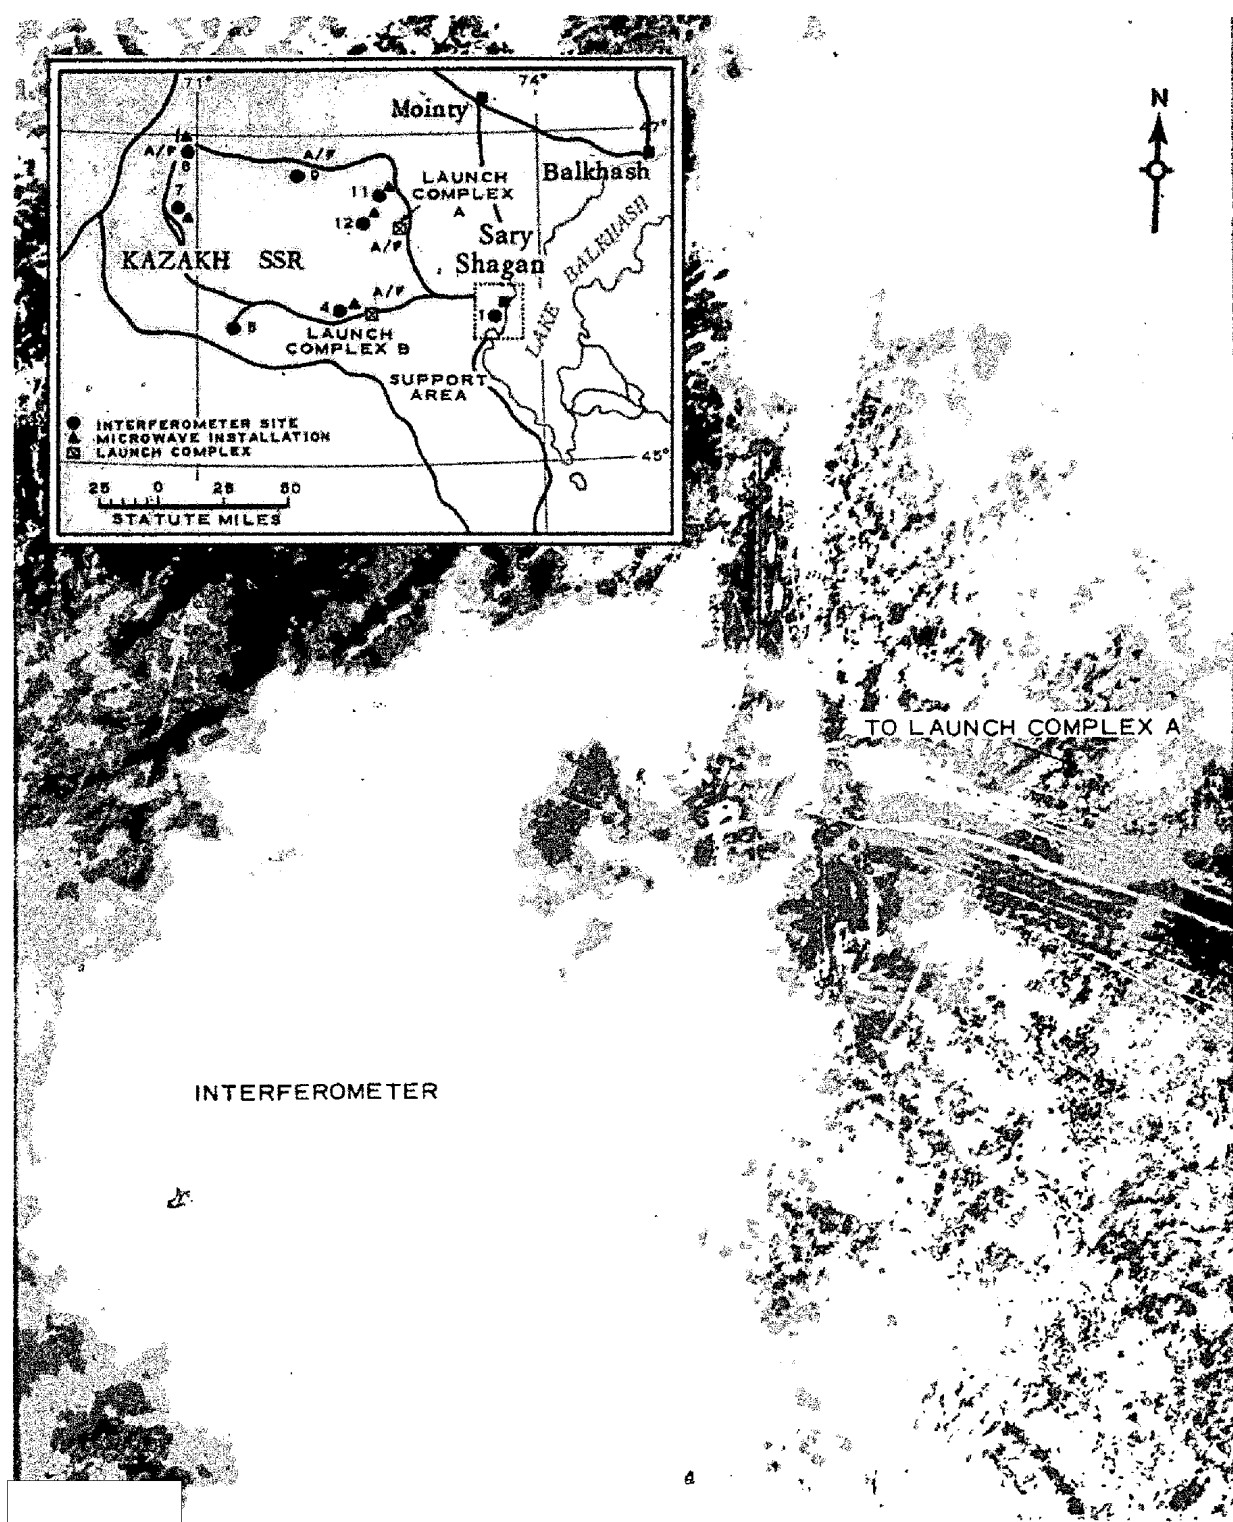 71°
74°
Mointy
47°
A/F
6
A/F
9
Balkhash
7
11
12
LAUNCH
COMPLEX
A
A/F
Sary
Shagan
KAZAKH SSR
LAKE BALKHASH
A/F
4
1
5
LAUNCH
COMPLEX B
SUPPORT
AREA
INTERFEROMETER SITE
MICROWAVE INSTALLATION
LAUNCH COMPLEX
45°
25 0 25 50
STATUTE MILES
N
TO LAUNCH COMPLEX A
INTERFEROMETER